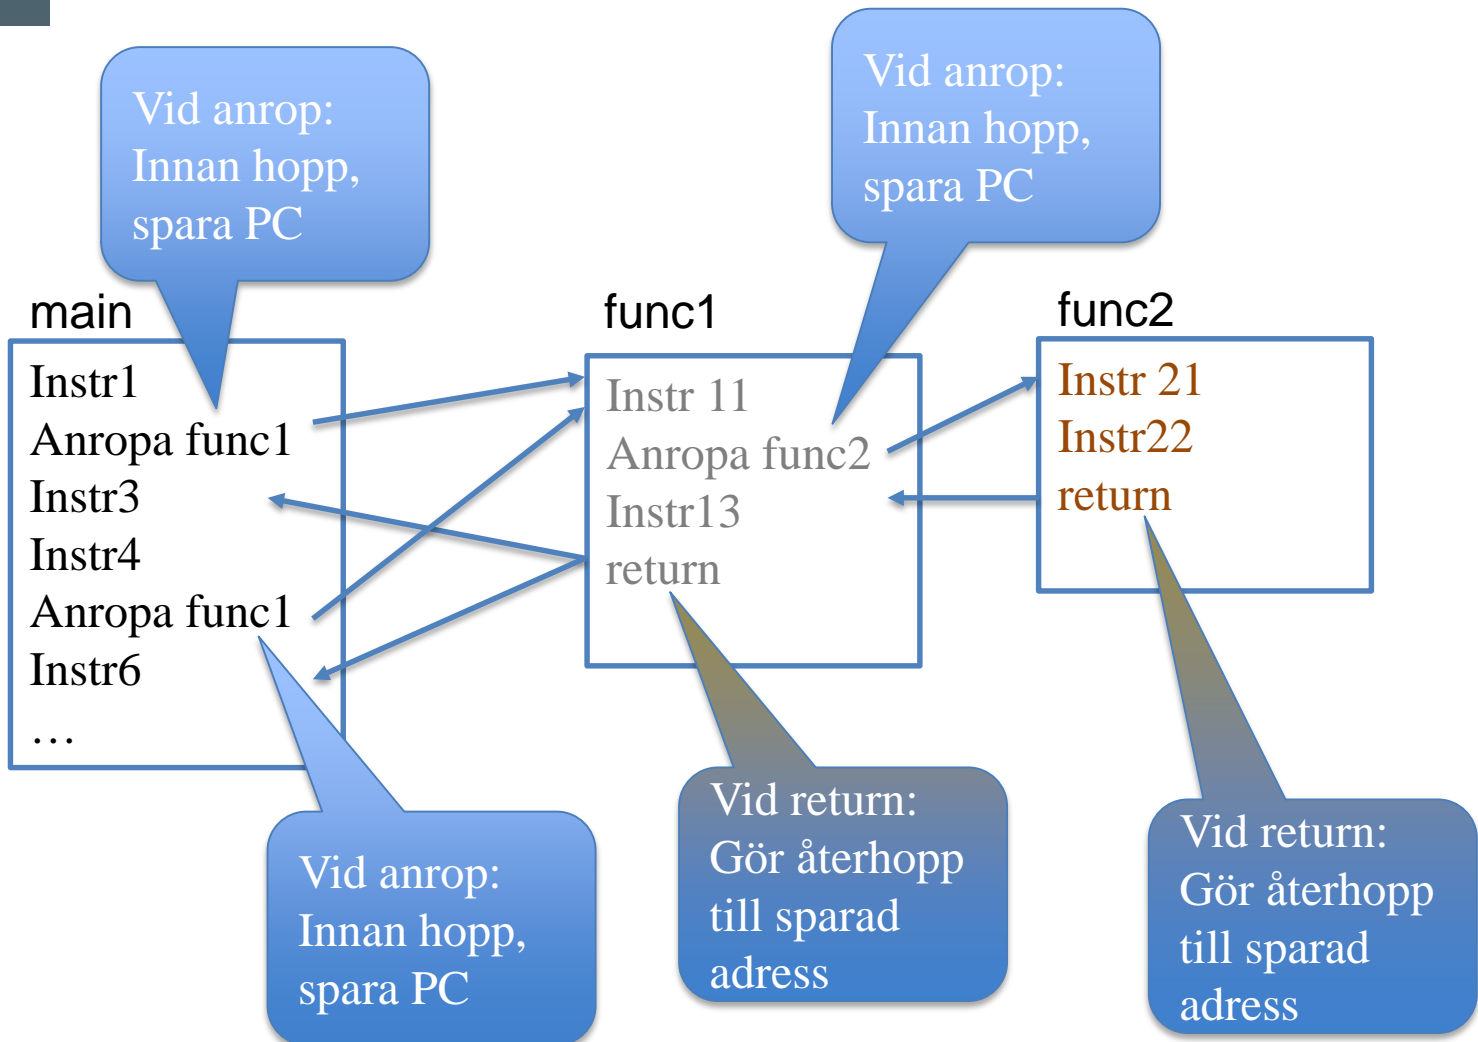 Vid anrop:
Innan hopp,
spara PC
Vid anrop:
Innan hopp,
spara PC
main
Instr1
Anropa func1
Instr3
Instr4
Anropa func1
Instr6
…
func1
Instr 11
Anropa func2
Instr13
return
func2
Instr 21
Instr22
return
Vid anrop:
Innan hopp,
spara PC
Vid return:
Gör återhopp
till sparad
adress
Vid return:
Gör återhopp
till sparad
adress